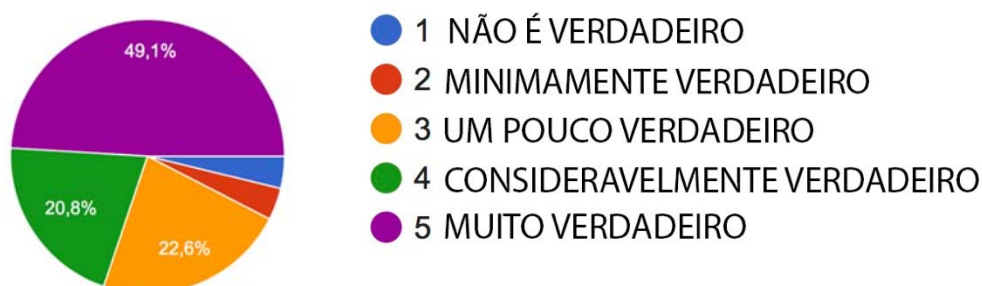 49,1%
20,8%
22,6%
1 NÃO É VERDADEIRO
2 MINIMAMENTE VERDADEIRO
3 UM POUCO VERDADEIRO
4 CONSIDERAVELMENTE VERDADEIRO
5 MUITO VERDADEIRO